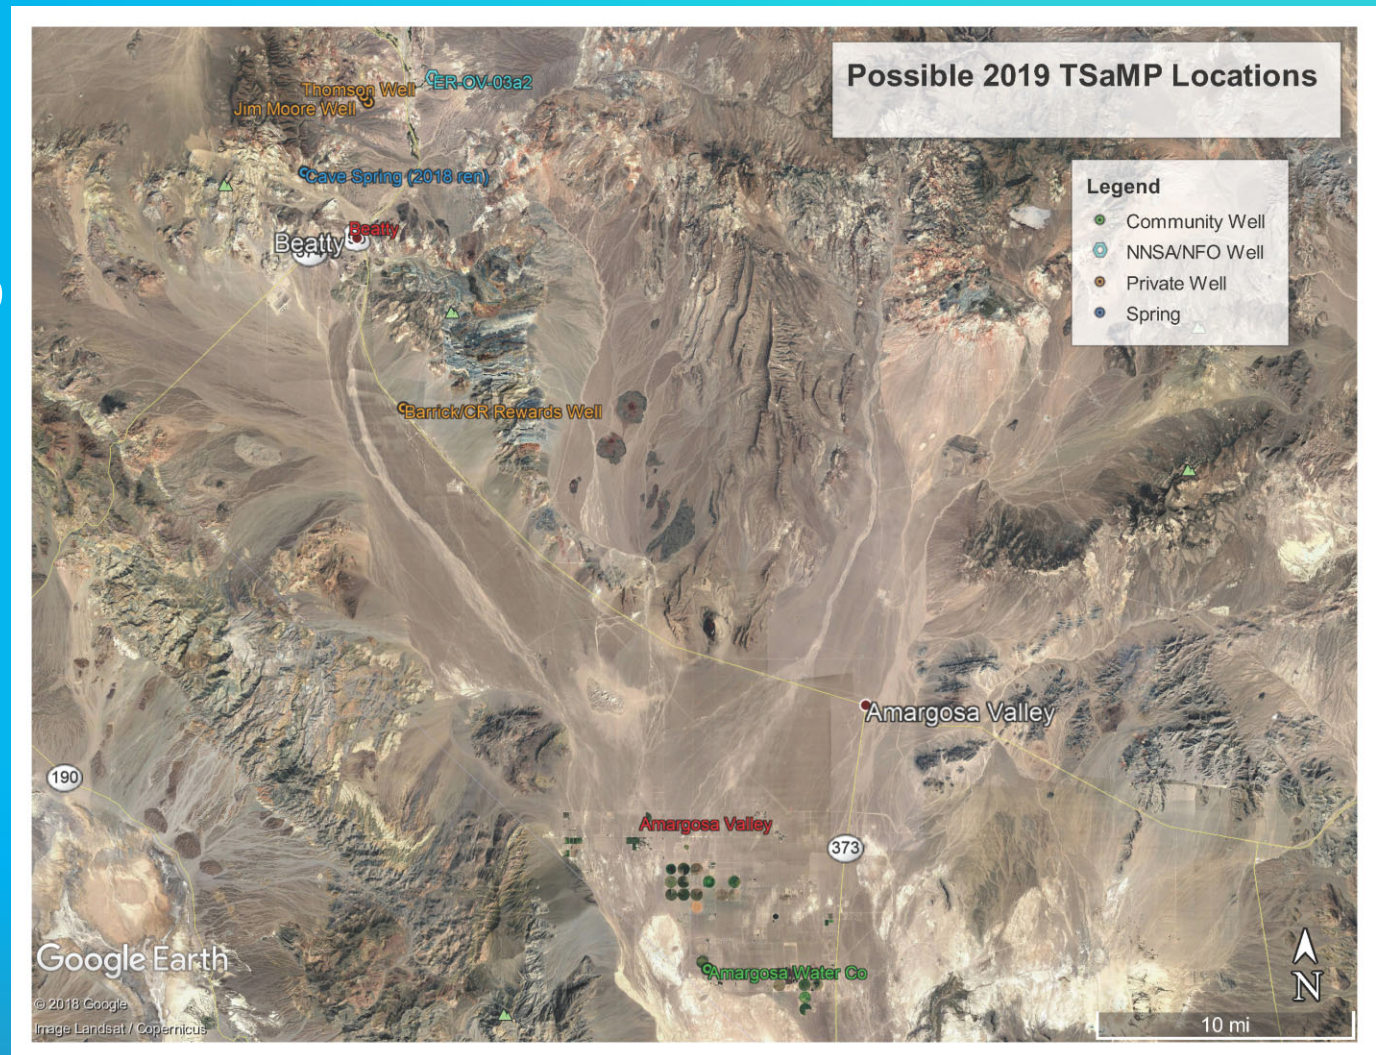 Possible 2019 TSaMP Locations
ER-OV-03a2
Thomson Well
Jim Moore Well
Legend
Community Well
NNSA/NFO Well
Private Well
Spring
Cave Spring (2018 ren)
Beatty
Beatty
374
Barrick/CR Rewards Well
Amargosa Valley
190
Amargosa Valley
373
Amargosa Water Co
Google Earth
© 2018 Google
Image Landsat / Copernicus
N
10 mi